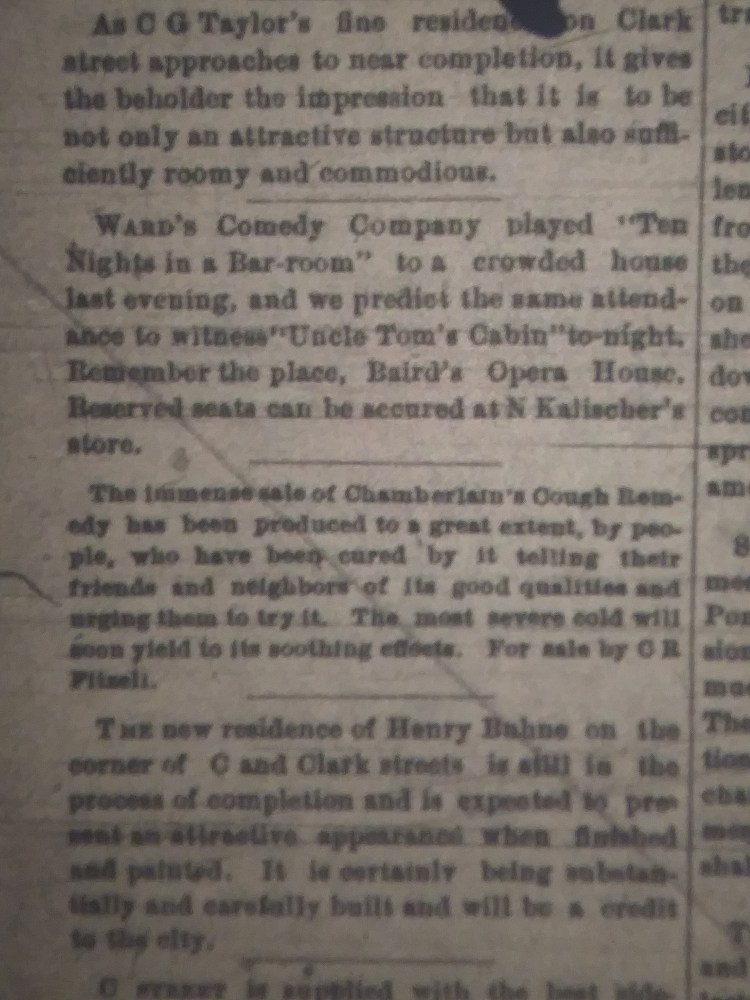 As C G Taylor's fine residence on Clark
street approaches to near completion, it gives
the beholder the impression that it is to be
not only an attractive structure but also suffi-
ciently roomy and commodious.
WARD'S Comedy Company played "Ten
Nights in a Bar-room" to a crowded house
last evening, and we predict the same attend-
ance to witness "Uncle Tom's Cabin" to-night.
Remember the place, Baird's Opera House.
Reserved seats can be secured at N Kalischer's
store.
The immense sale of Chamberlain's Cough Rem-
edy has been produced to a great extent, by peo-
ple, who have been cured by it telling their
friends and neighbors of its good qualities and
urging them to try it. The most severe cold will
soon yield to its soothing effects. For sale by C R
THE new residence of Henry Buhne on the
corner of C and Clark streets is still in the
process of completion and is expected to pre-
sent an attractive appearance when finished
and painted. It is certainly being substan-
tially and carefully built and will be a credit
to the city.
C STREET is supplied with the best side-